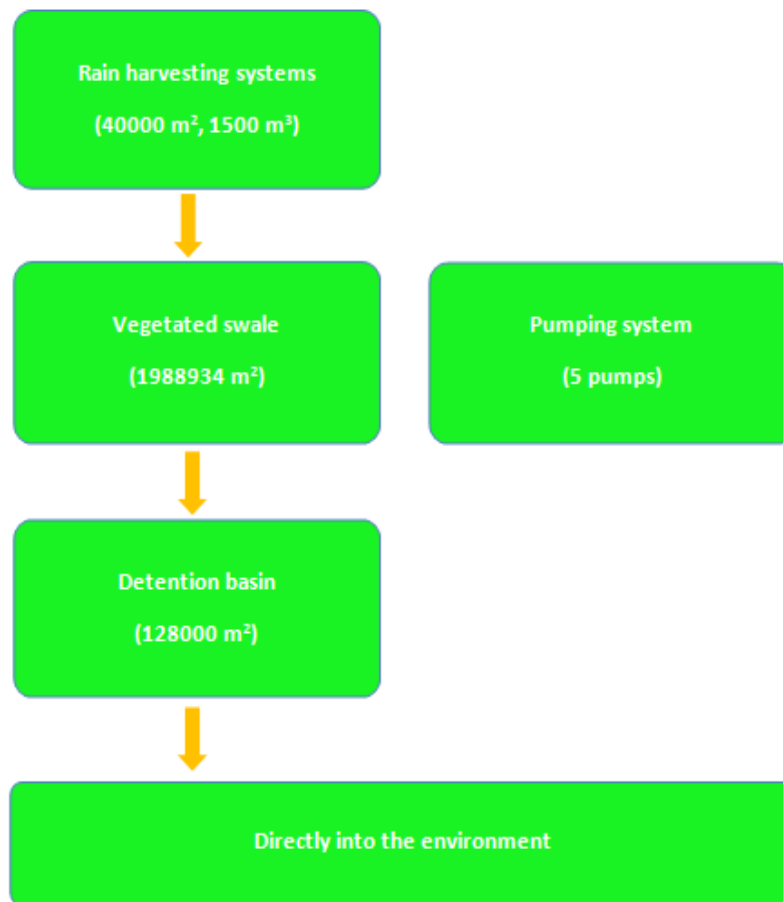 Rain harvesting systems
(40000 m², 1500 m³)
Vegetated swale
(1988934 m²)
Pumping system
(5 pumps)
Detention basin
(128000 m²)
Directly into the environment